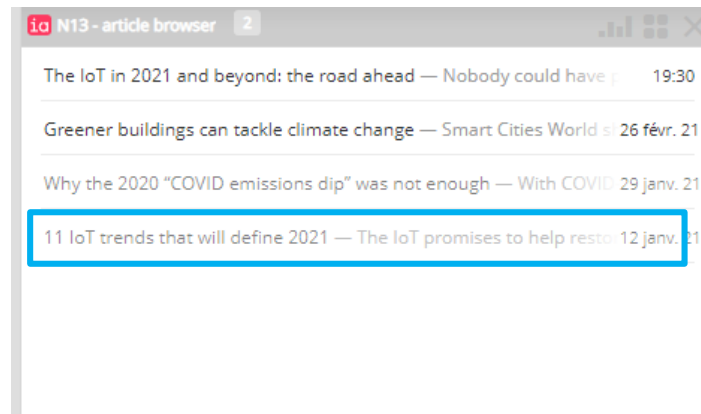 ia N13 - article browser 2
The IoT in 2021 and beyond: the road ahead — Nobody could have 19:30
Greener buildings can tackle climate change — Smart Cities World 26 févr. 21
Why the 2020 “COVID emissions dip” was not enough — With COVID 29 janv. 21
11 IoT trends that will define 2021 — The IoT promises to help resto 12 janv. 21